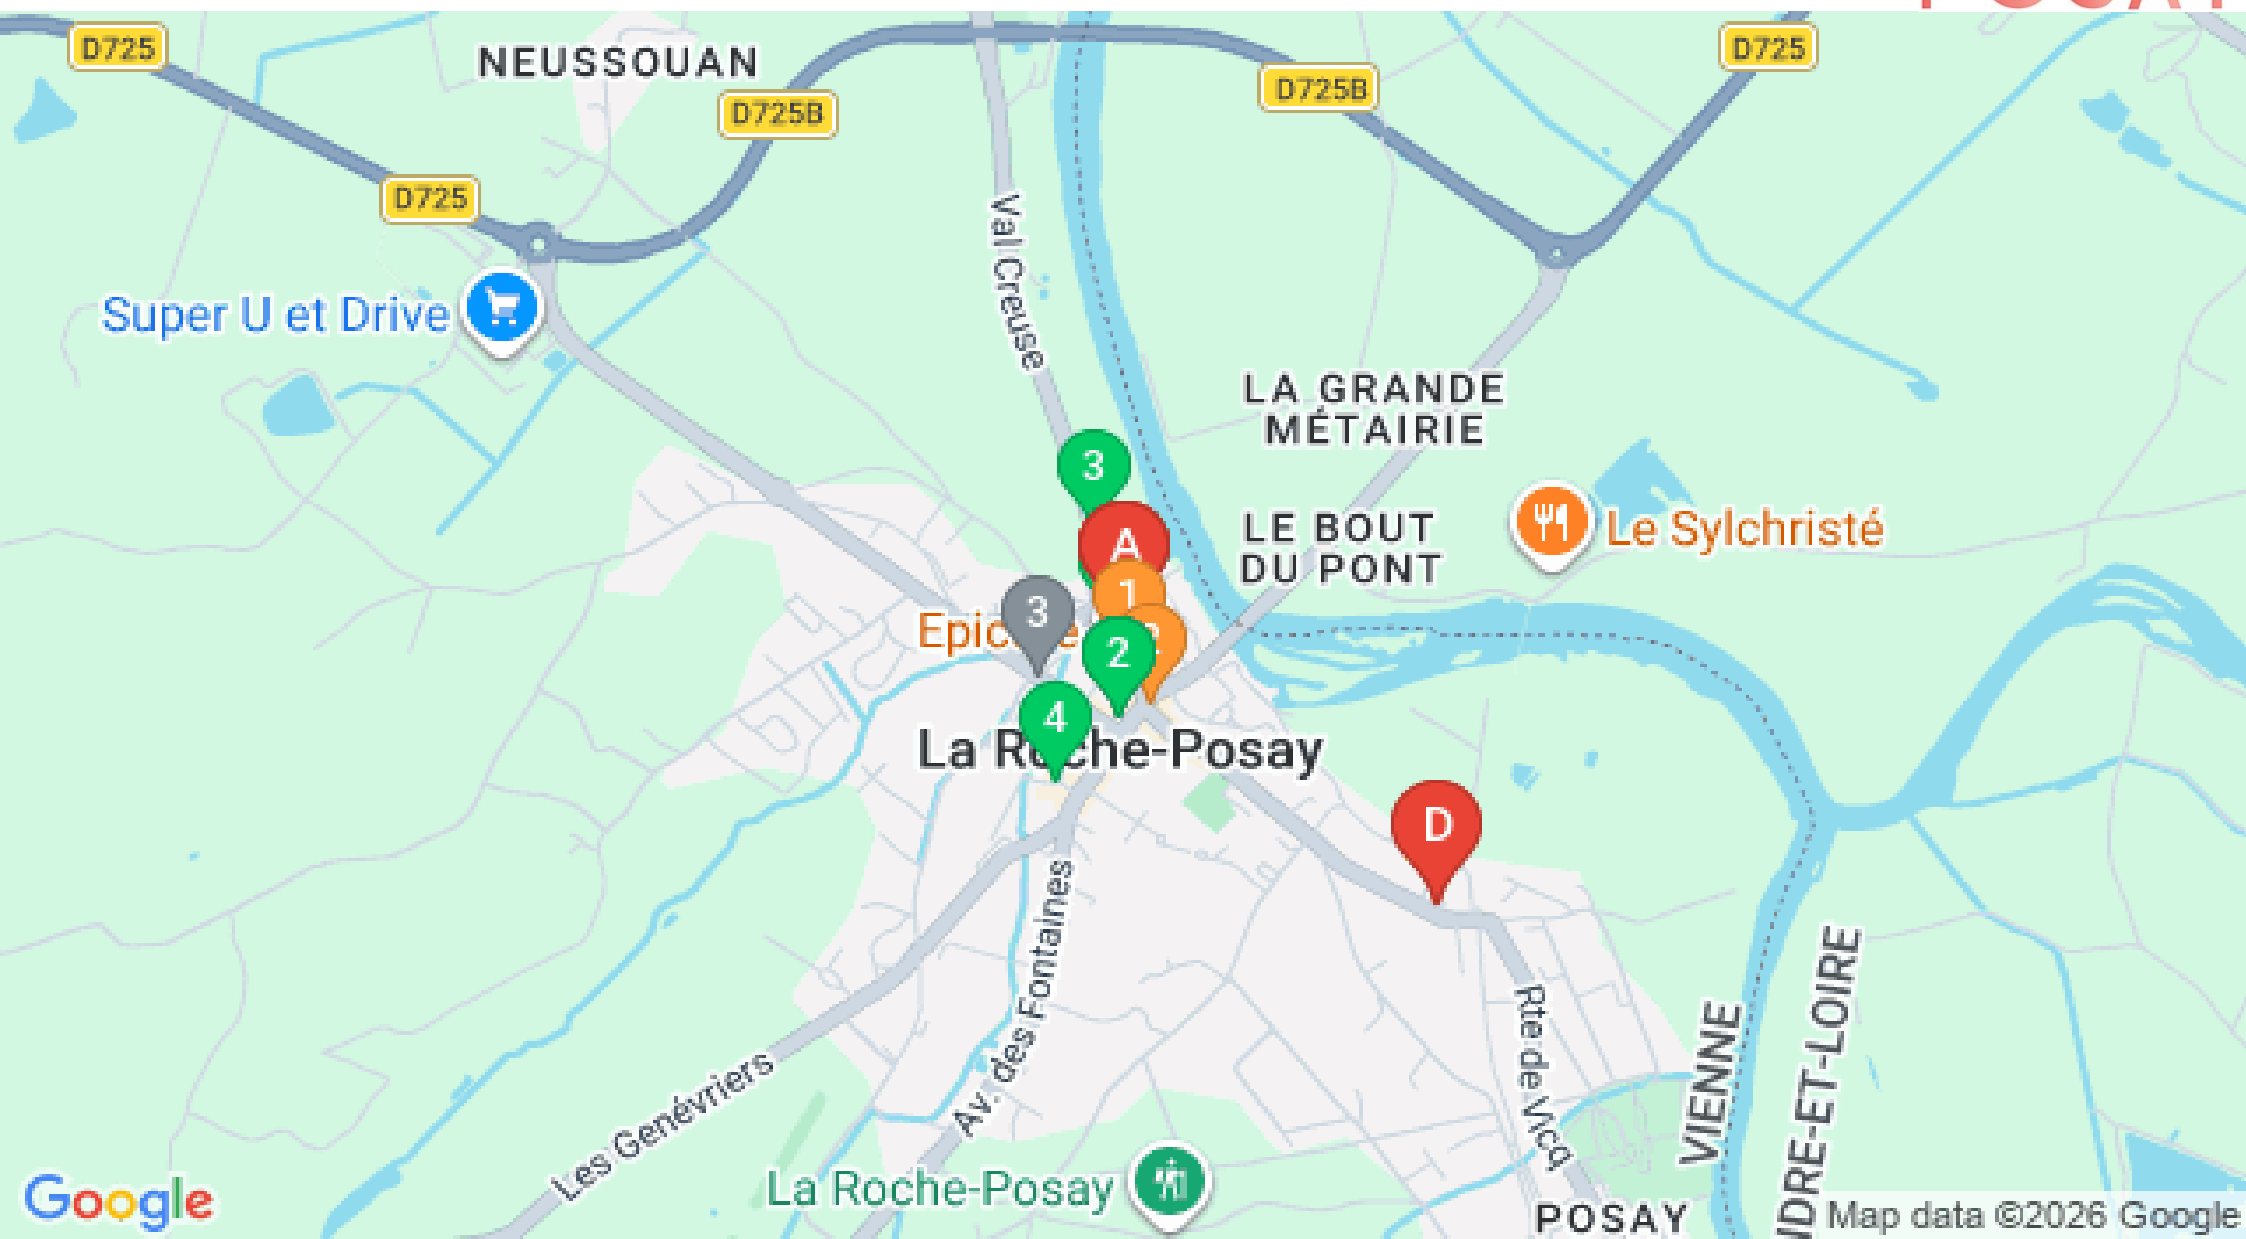 D725
NEUSSOUAN
D725B
D725B
D725
D725
Val Creuse
Super U et Drive
LA GRANDE
MÉTAIRIE
3
A
LE BOUT
DU PONT
Le Sylchristé
1
3
2
4
La Roche-Posay
D
Av. des Fontaines
Les Genévriers
Rte de Vicq
VIENNE
La Roche-Posay
POSAY
Google
Map data ©2026 Google